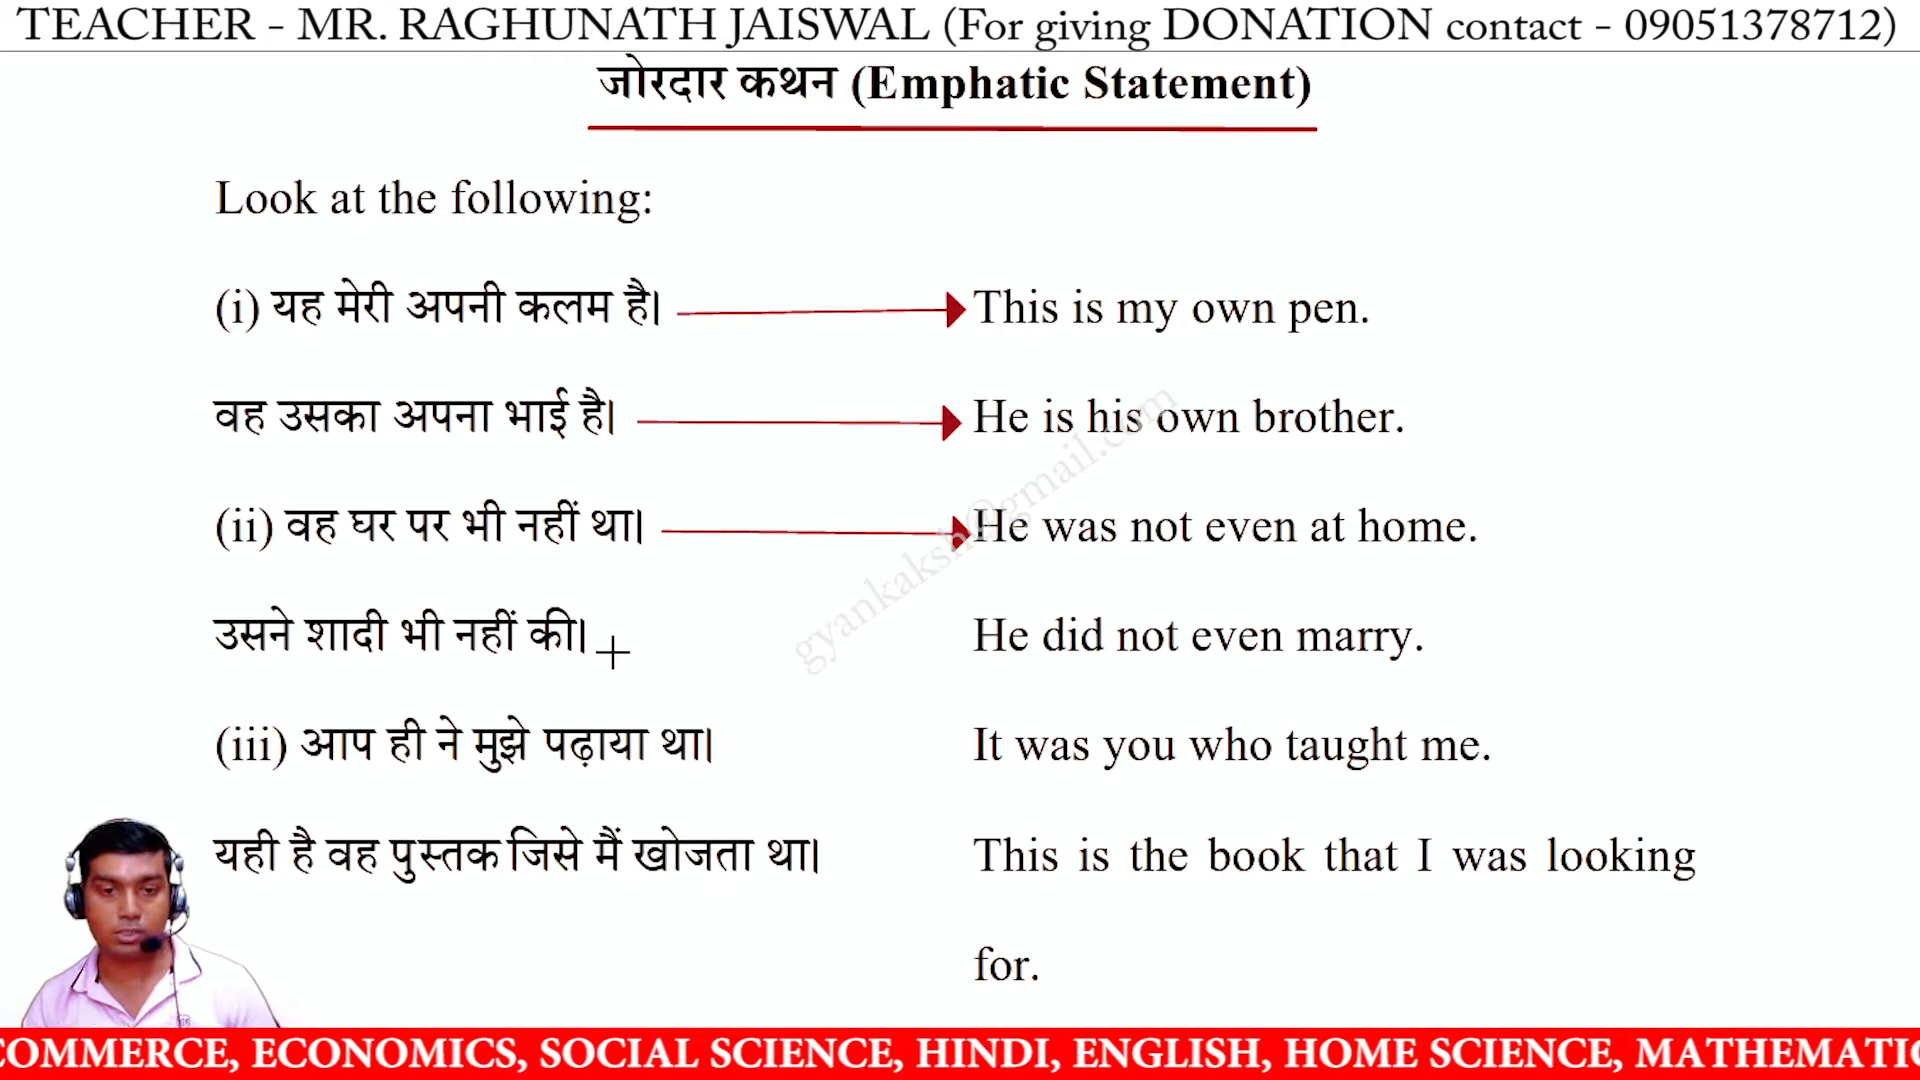 TEACHER - MR. RAGHUNATH JAISWAL (For giving DONATION contact - 09051378712)
जोरदार कथन (Emphatic Statement)
Look at the following:
(i) यह मेरी अपनी कलम है। This is my own pen.
वह उसका अपना भाई है। He is his own brother.
(ii) वह घर पर भी नहीं था। He was not even at home.
उसने शादी भी नहीं की। He did not even marry.
(iii) आप ही ने मुझे पढ़ाया था। It was you who taught me.
यही है वह पुस्तक जिसे मैं खोजता था। This is the book that I was looking
for.
gyankaksh@gmail.com
COMMERCE, ECONOMICS, SOCIAL SCIENCE, HINDI, ENGLISH, HOME SCIENCE, MATHEMATIC